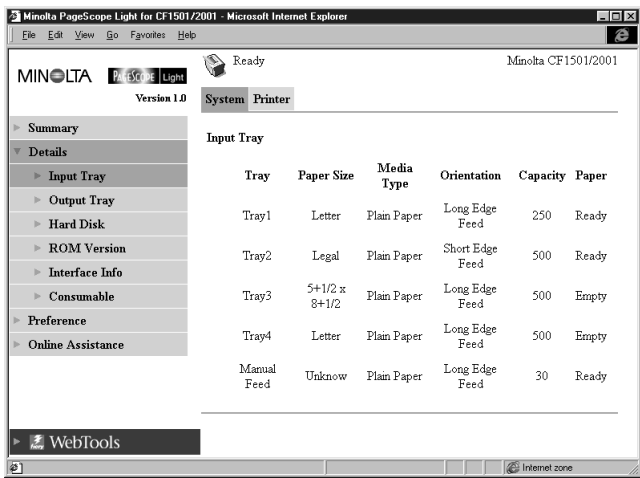 Minolta PageScope Light for CF1501/2001 - Microsoft Internet Explorer
File Edit View Go Favorites Help
MINOLTA PAGESCOPE Light
Version 1.0
Ready
Minolta CF1501/2001
System Printer
Summary
Details
Input Tray
Output Tray
Hard Disk
ROM Version
Interface Info
Consumable
Preference
Online Assistance
WebTools
Input Tray
Tray Paper Size Media Type Orientation Capacity Paper
Tray1 Letter Plain Paper Long Edge Feed 250 Ready
Tray2 Legal Plain Paper Short Edge Feed 500 Ready
Tray3 5+1/2 x 8+1/2 Plain Paper Long Edge Feed 500 Empty
Tray4 Letter Plain Paper Long Edge Feed 500 Empty
Manual Feed Unknow Plain Paper Long Edge Feed 30 Ready
Internet zone